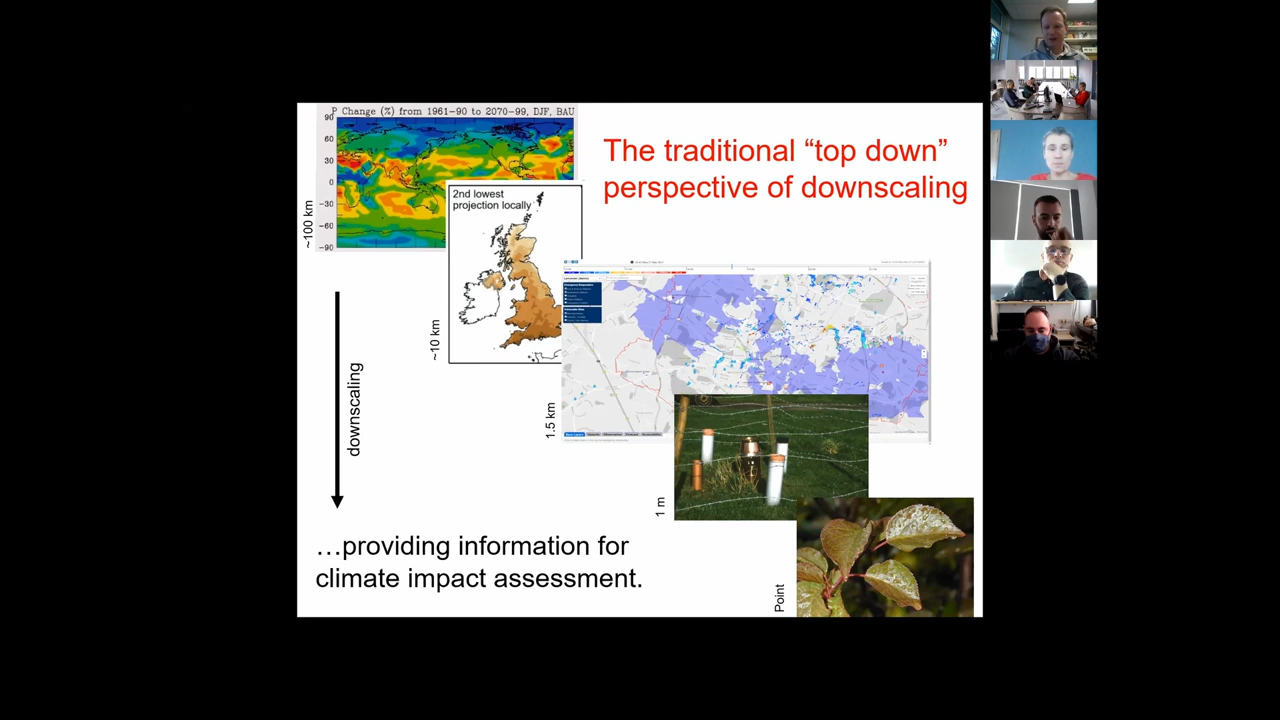 P Change (%) from 1961-90 to 2070-99, DJF, BAU
90
60
30
0
-30
-60
-90
~100 km
The traditional “top down”
perspective of downscaling
2nd lowest
projection locally
~10 km
1.5 km
downscaling
1 m
…providing information for
climate impact assessment.
Point